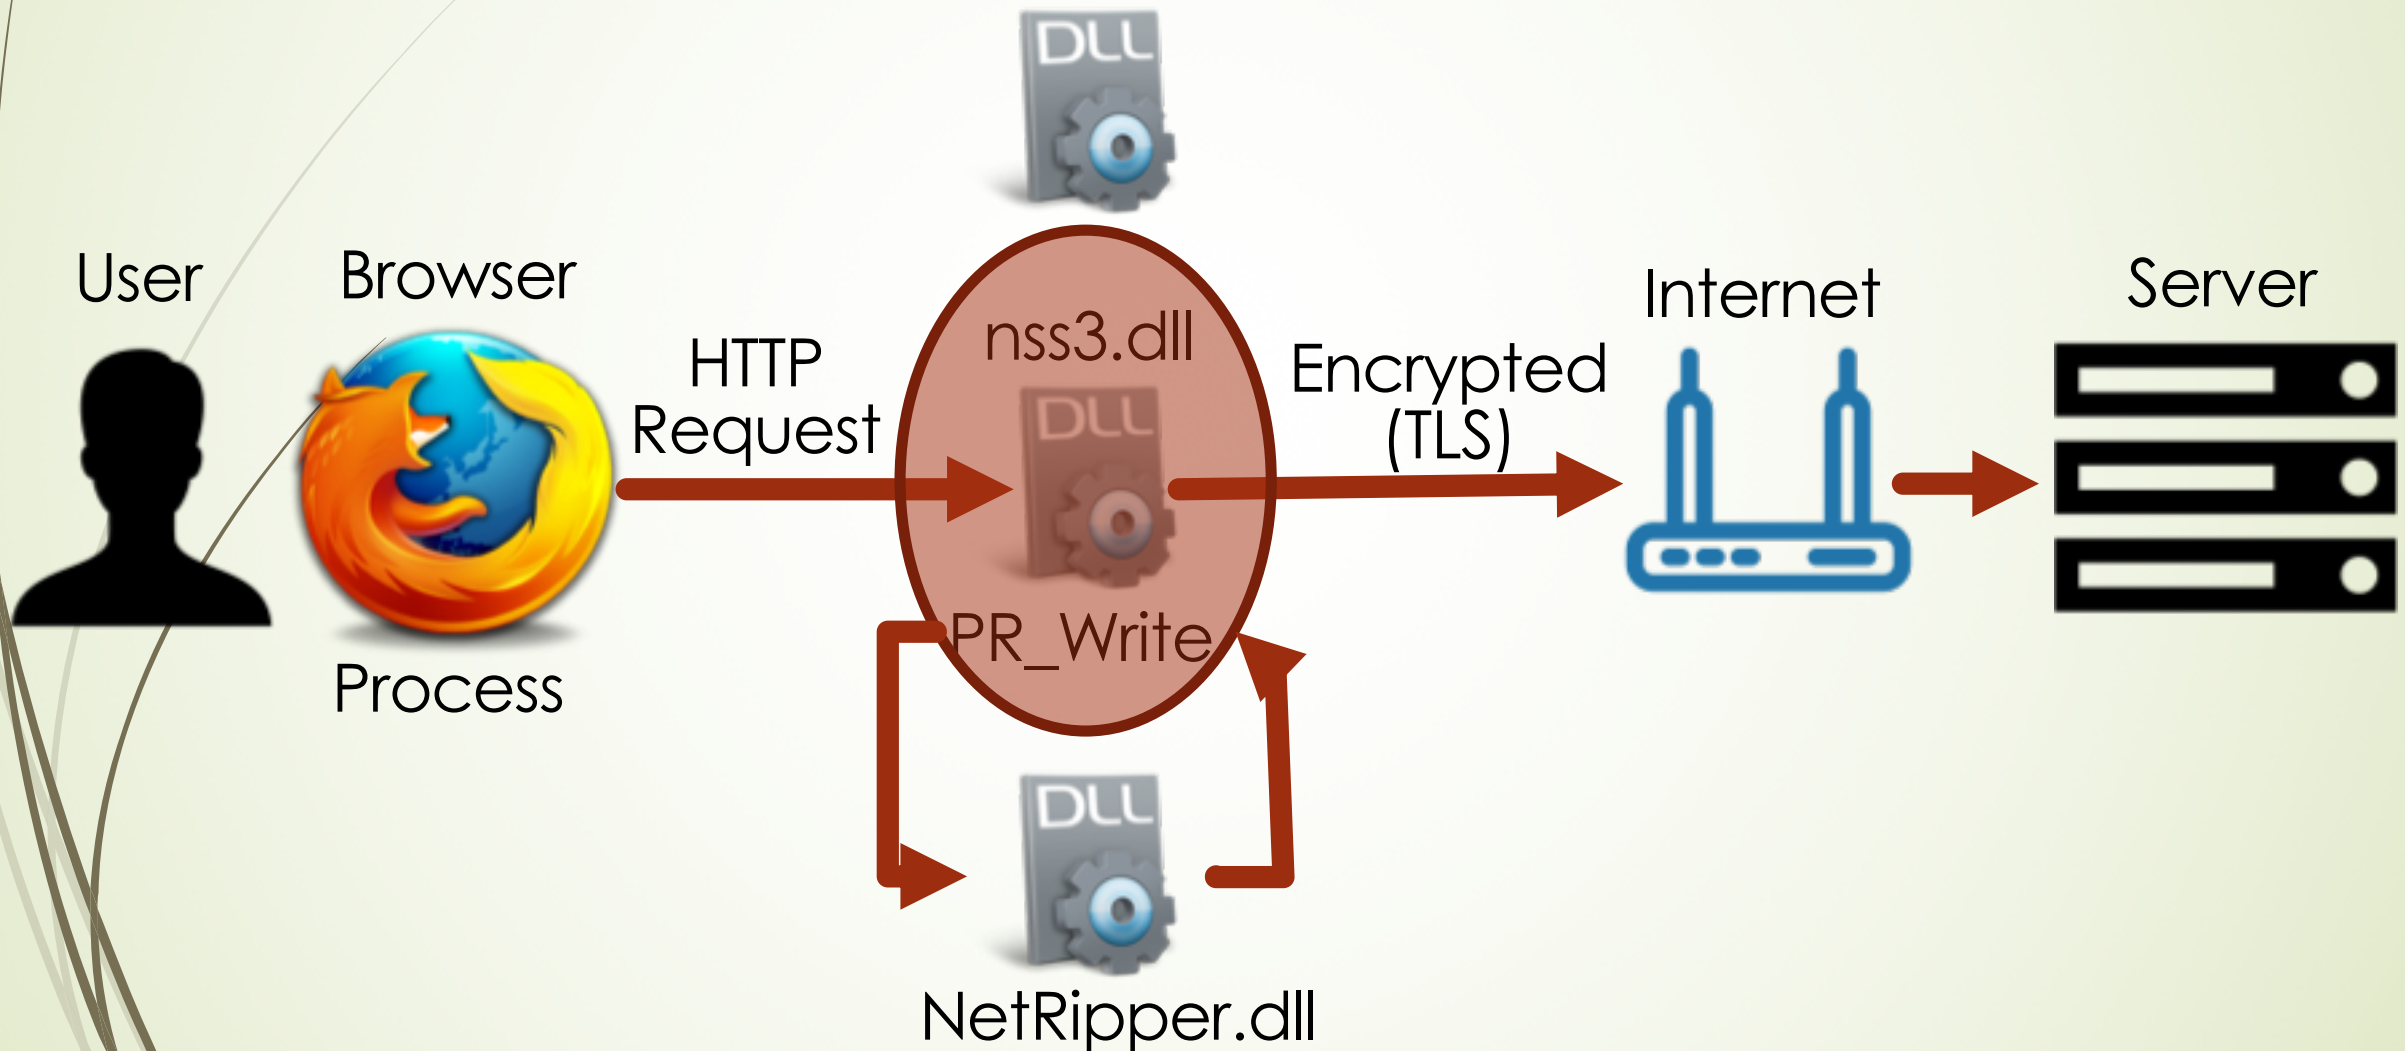 DLL
User
Browser
Process
HTTP
Request
nss3.dll
DLL
PR_Write
Encrypted
(TLS)
Internet
Server
DLL
NetRipper.dll